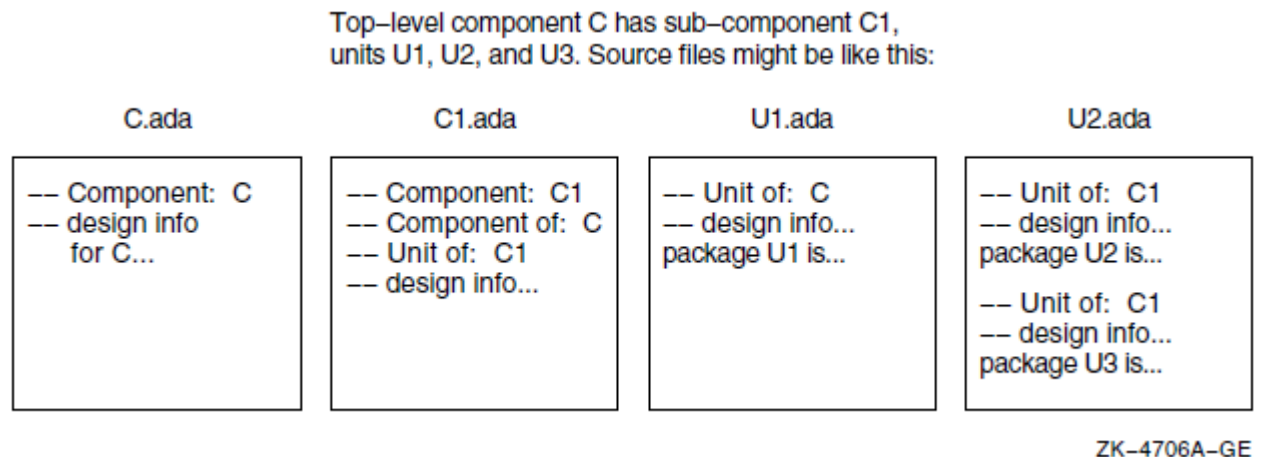 Top–level component C has sub–component C1,
units U1, U2, and U3. Source files might be like this:
C.ada
–– Component: C
–– design info
for C...
C1.ada
–– Component: C1
–– Component of: C
–– Unit of: C1
–– design info...
U1.ada
–– Unit of: C
–– design info...
package U1 is...
U2.ada
–– Unit of: C1
–– design info...
package U2 is...
–– Unit of: C1
–– design info...
package U3 is...
ZK–4706A–GE